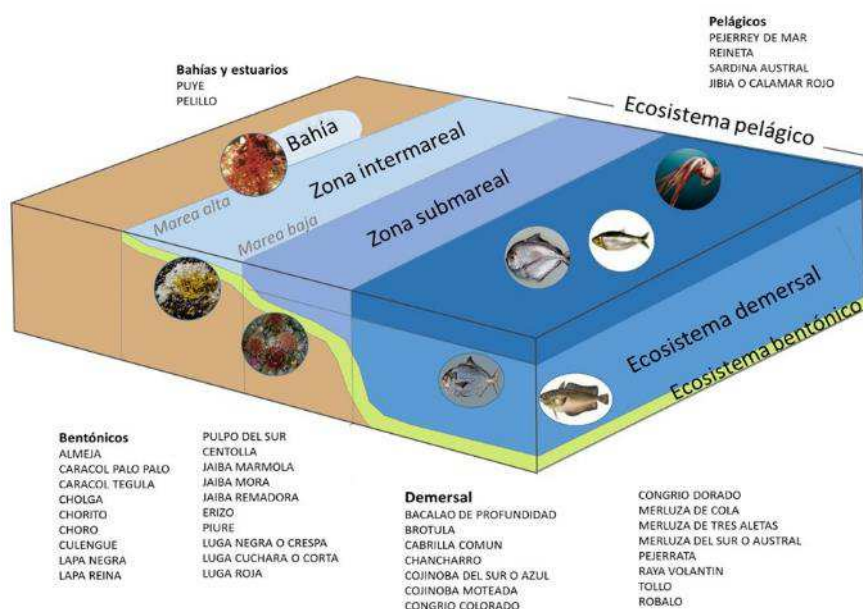 Pelágicos
PEJERREY DE MAR
REINETA
SARDINA AUSTRAL
JIBIA O CALAMAR ROJO
Bahías y estuarios
PUYE
PELILLO
Ecosistema pelágico
Bahía
Zona intermareal
Zona submareal
Marea alta
Marea baja
Ecosistema demersal
Ecosistema bentónico
Bentónicos
ALMEJA
CARACOL PALO PALO
CARACOL TEGULA
CHOLGA
CHORITO
CHORO
CULENGUE
LAPA NEGRA
LAPA REINA
PULPO DEL SUR
CENTOLLA
JAIBA MARMOLA
JAIBA MORA
JAIBA REMADORA
ERIZO
PIURE
LUGA NEGRA O CRESPA
LUGA CUCHARA O CORTA
LUGA ROJA
Demersal
BACALAO DE PROFUNDIDAD
BROTULA
CABRILLA COMUN
CHANCHARRO
COJINOBA DEL SUR O AZUL
COJINOBA MOTEADA
CONGRIO COLORADO
CONGRIO DORADO
MERLUZA DE COLA
MERLUZA DE TRES ALETAS
MERLUZA DEL SUR O AUSTRAL
PEJERRATA
RAYA VOLANTIN
TOLLO
ROBALO